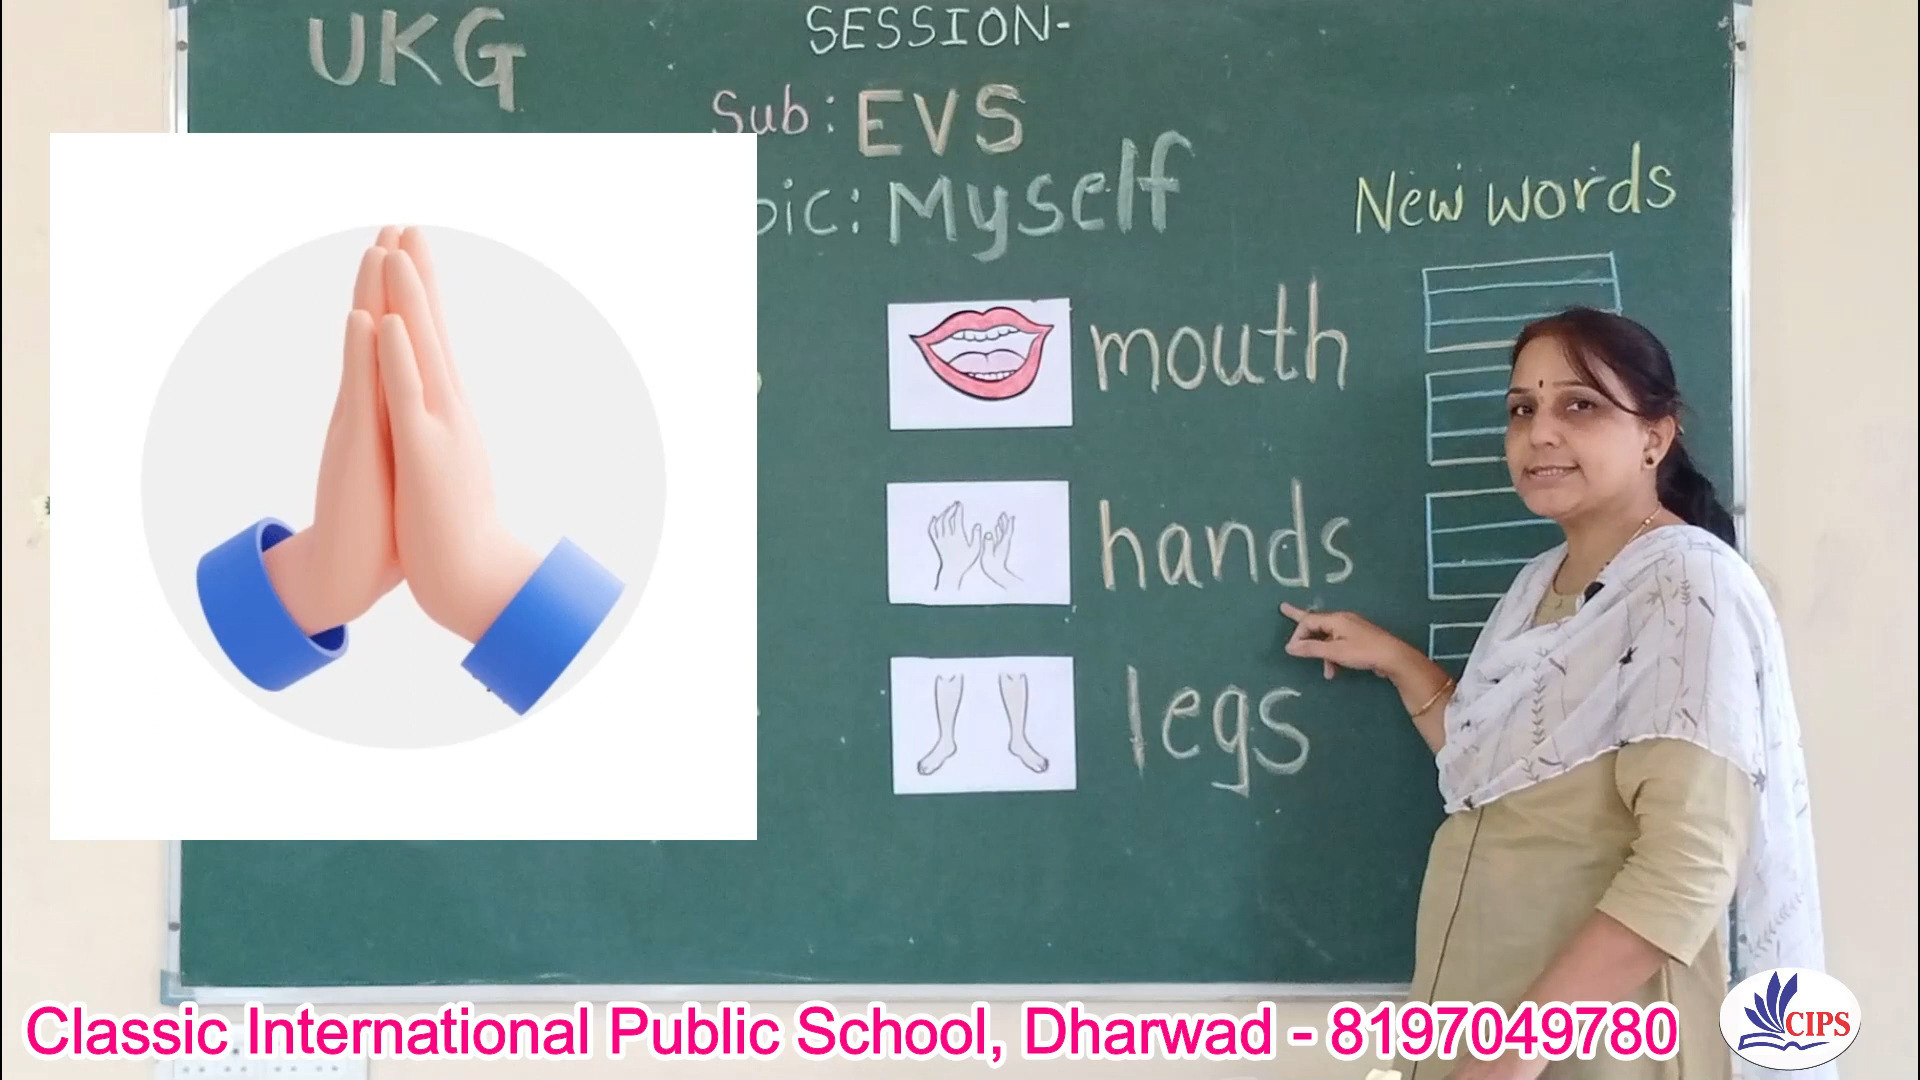 UKG
SESSION-
Sub: EVS
pic: Myself
New words
mouth
hands
legs
Classic International Public School, Dharwad - 8197049780
CIPS